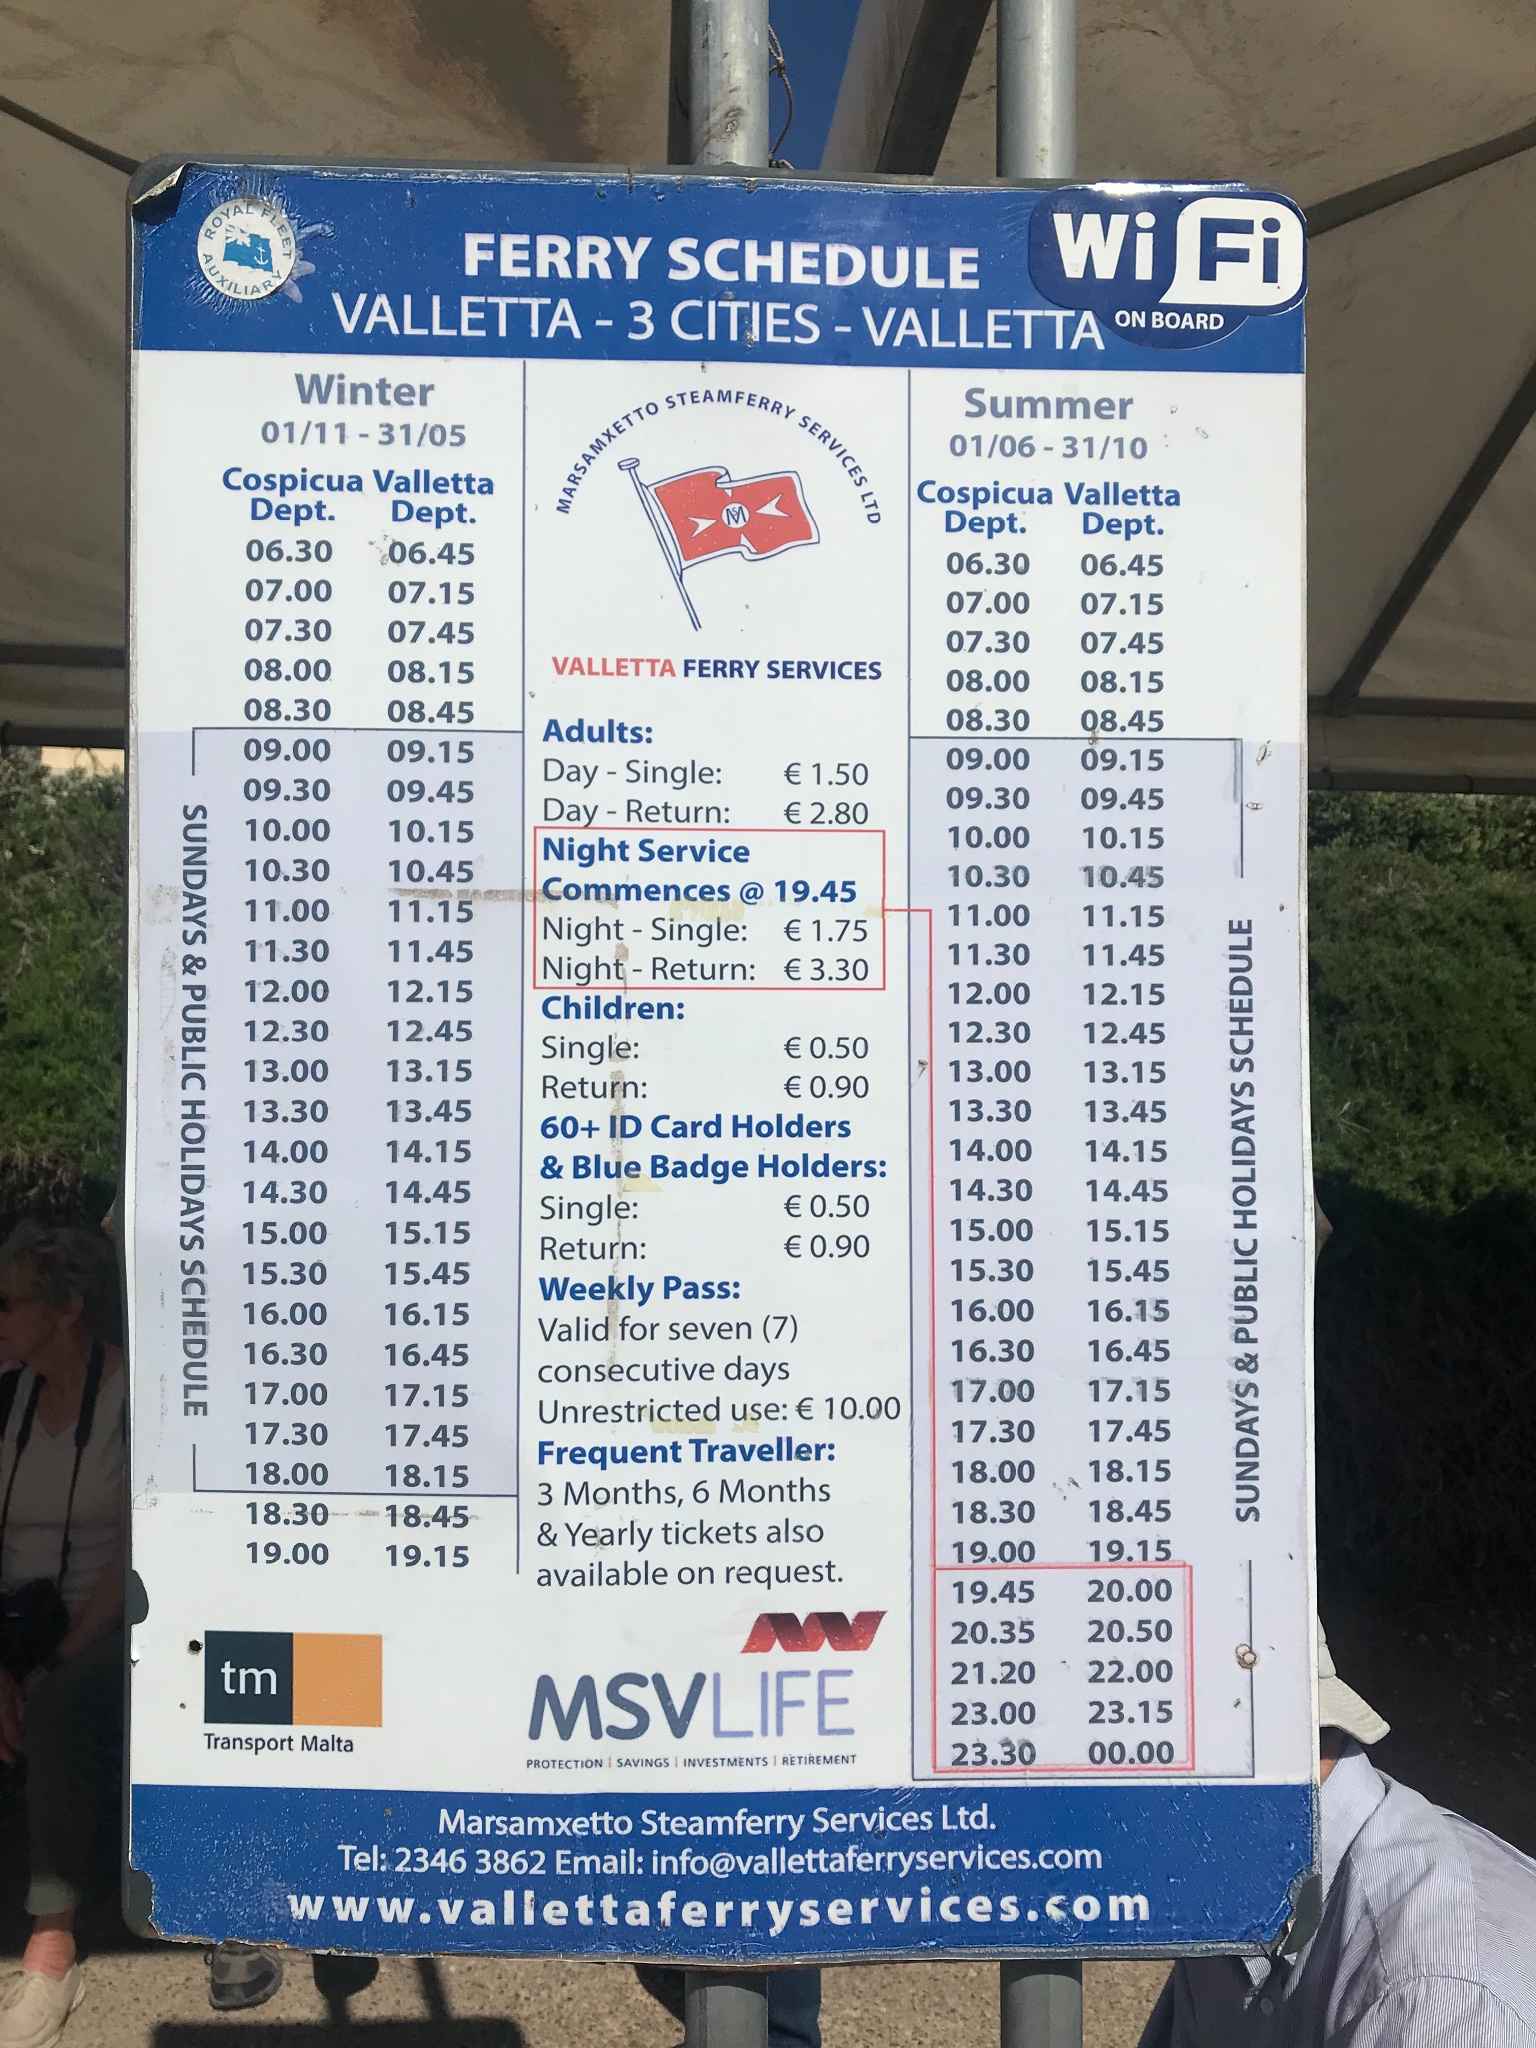 ROYAL FLEET
AUXILIARY
FERRY SCHEDULE
VALLETTA - 3 CITIES - VALLETTA
WiFi
ON BOARD
Winter
01/11 - 31/05
Cospicua Valletta
Dept. Dept.
06.30 06.45
07.00 07.15
07.30 07.45
08.00 08.15
08.30 08.45
09.00 09.15
09.30 09.45
10.00 10.15
10.30 10.45
11.00 11.15
11.30 11.45
12.00 12.15
12.30 12.45
13.00 13.15
13.30 13.45
14.00 14.15
14.30 14.45
15.00 15.15
15.30 15.45
16.00 16.15
16.30 16.45
17.00 17.15
17.30 17.45
18.00 18.15
18.30 18.45
19.00 19.15
SUNDAYS & PUBLIC HOLIDAYS SCHEDULE
tm
Transport Malta
MARSAMXETTO STEAMFERRY SERVICES LTD
VALLETTA FERRY SERVICES
Adults:
Day - Single: € 1.50
Day - Return: € 2.80
Night Service
Commences @ 19.45
Night - Single: € 1.75
Night - Return: € 3.30
Children:
Single: € 0.50
Return: € 0.90
60+ ID Card Holders
& Blue Badge Holders:
Single: € 0.50
Return: € 0.90
Weekly Pass:
Valid for seven (7)
consecutive days
Unrestricted use: € 10.00
Frequent Traveller:
3 Months, 6 Months
& Yearly tickets also
available on request.
MSVLIFE
PROTECTION | SAVINGS | INVESTMENTS | RETIREMENT
Summer
01/06 - 31/10
Cospicua Valletta
Dept. Dept.
06.30 06.45
07.00 07.15
07.30 07.45
08.00 08.15
08.30 08.45
09.00 09.15
09.30 09.45
10.00 10.15
10.30 10.45
11.00 11.15
11.30 11.45
12.00 12.15
12.30 12.45
13.00 13.15
13.30 13.45
14.00 14.15
14.30 14.45
15.00 15.15
15.30 15.45
16.00 16.15
16.30 16.45
17.00 17.15
17.30 17.45
18.00 18.15
18.30 18.45
19.00 19.15
19.45 20.00
20.35 20.50
21.20 22.00
23.00 23.15
23.30 00.00
SUNDAYS & PUBLIC HOLIDAYS SCHEDULE
Marsamxetto Steamferry Services Ltd.
Tel: 2346 3862 Email: info@vallettaferryservices.com
www.vallettaferryservices.com